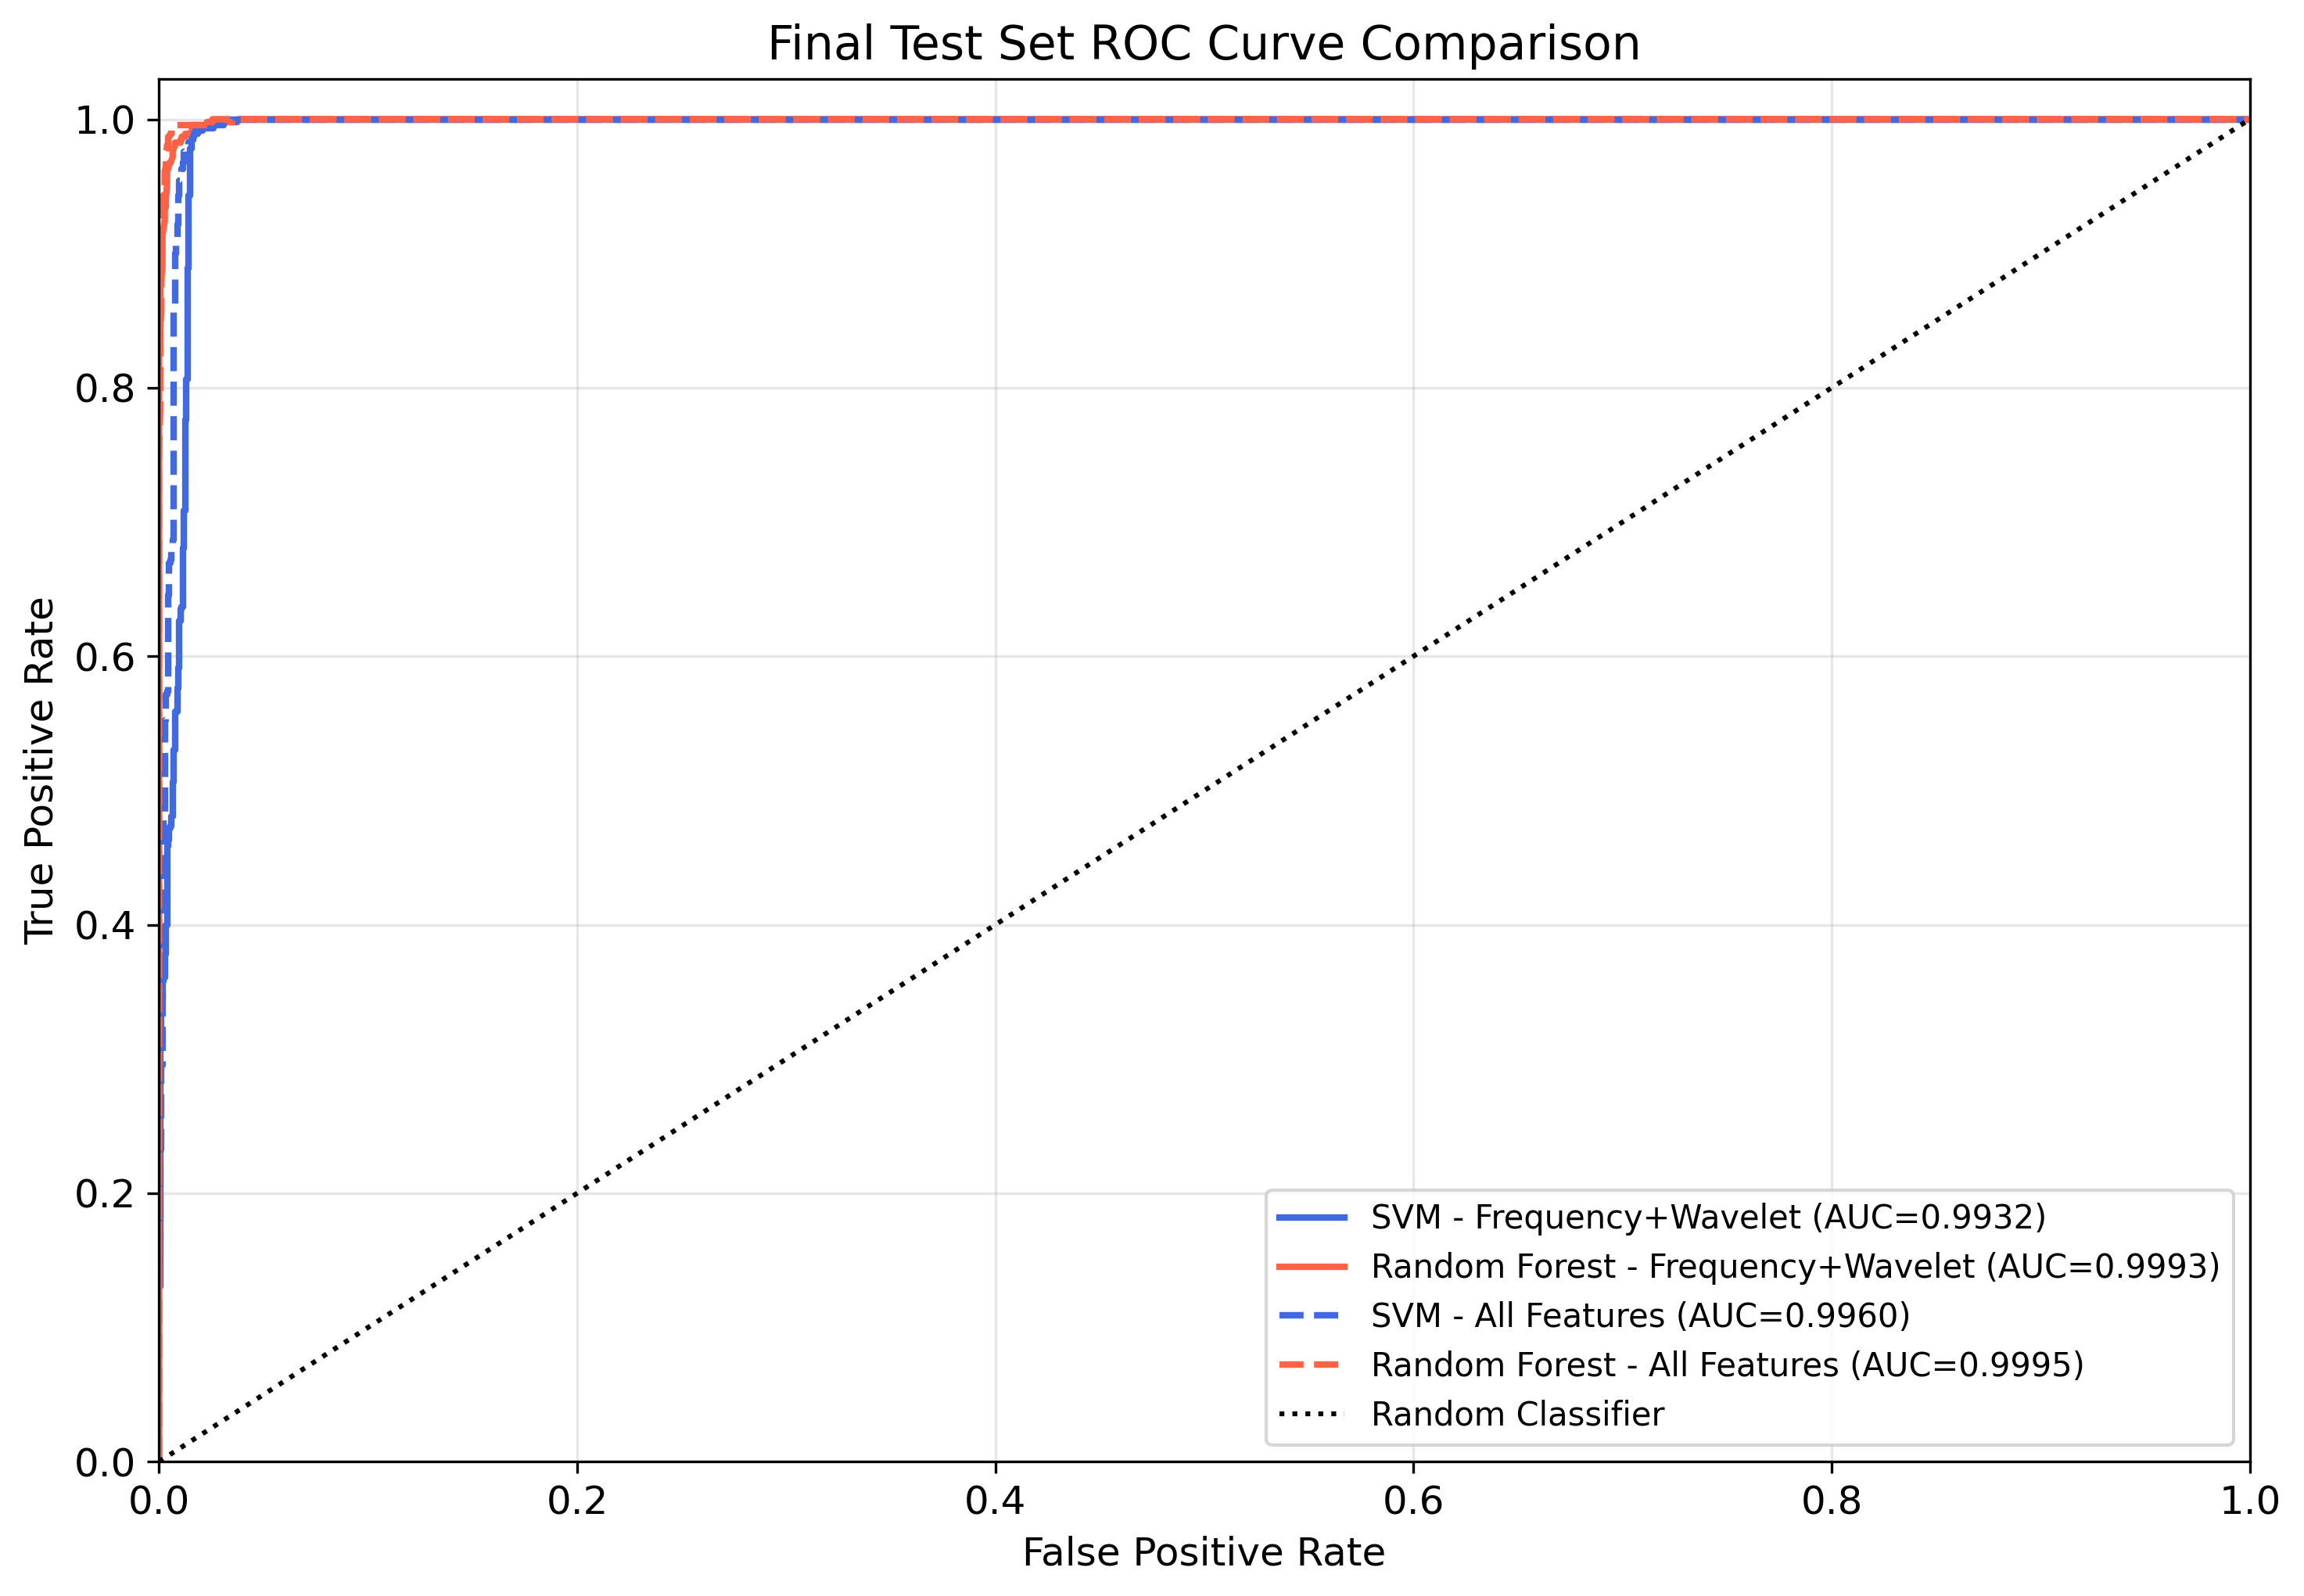 Final Test Set ROC Curve Comparison
True Positive Rate
1.0
0.8
0.6
0.4
0.2
0.0
SVM - Frequency+Wavelet (AUC=0.9932)
Random Forest - Frequency+Wavelet (AUC=0.9993)
SVM - All Features (AUC=0.9960)
Random Forest - All Features (AUC=0.9995)
Random Classifier
0.0 0.2 0.4 0.6 0.8 1.0
False Positive Rate